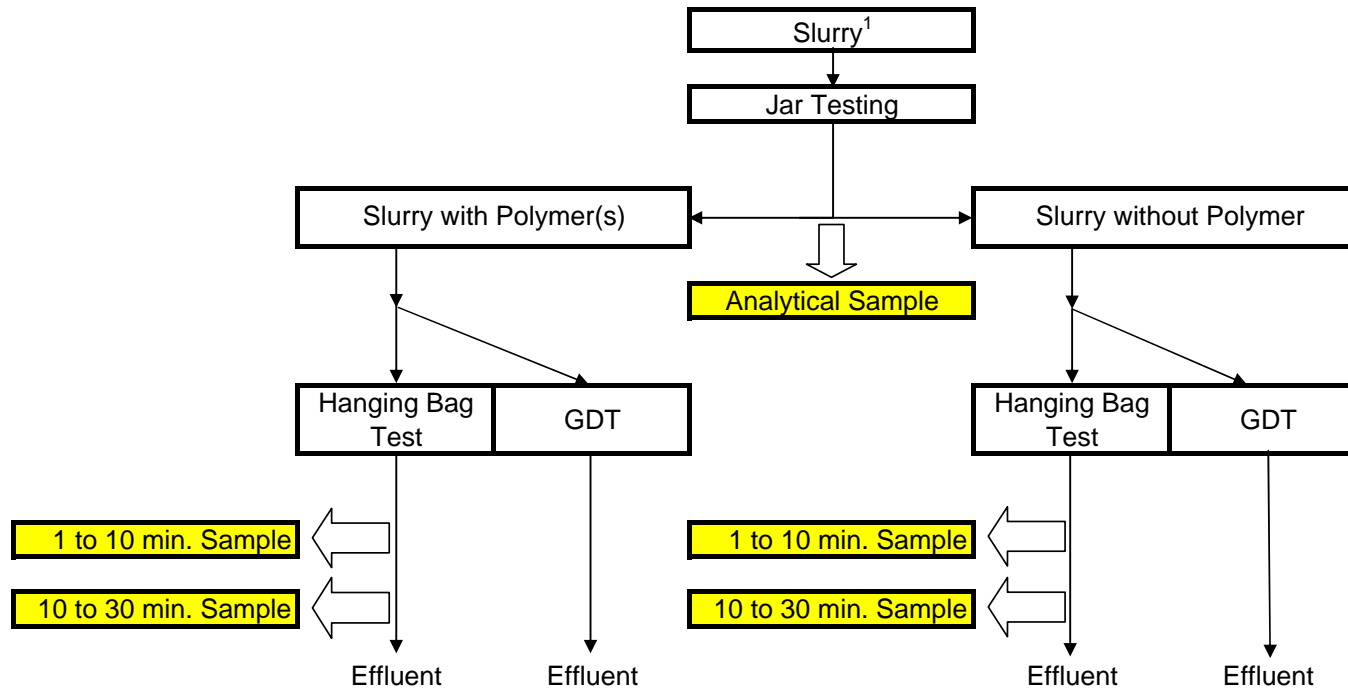 Slurry¹
Jar Testing
Slurry with Polymer(s)
Slurry without Polymer
Analytical Sample
Hanging Bag
Test
GDT
Hanging Bag
Test
GDT
1 to 10 min. Sample
1 to 10 min. Sample
10 to 30 min. Sample
10 to 30 min. Sample
Effluent
Effluent
Effluent
Effluent